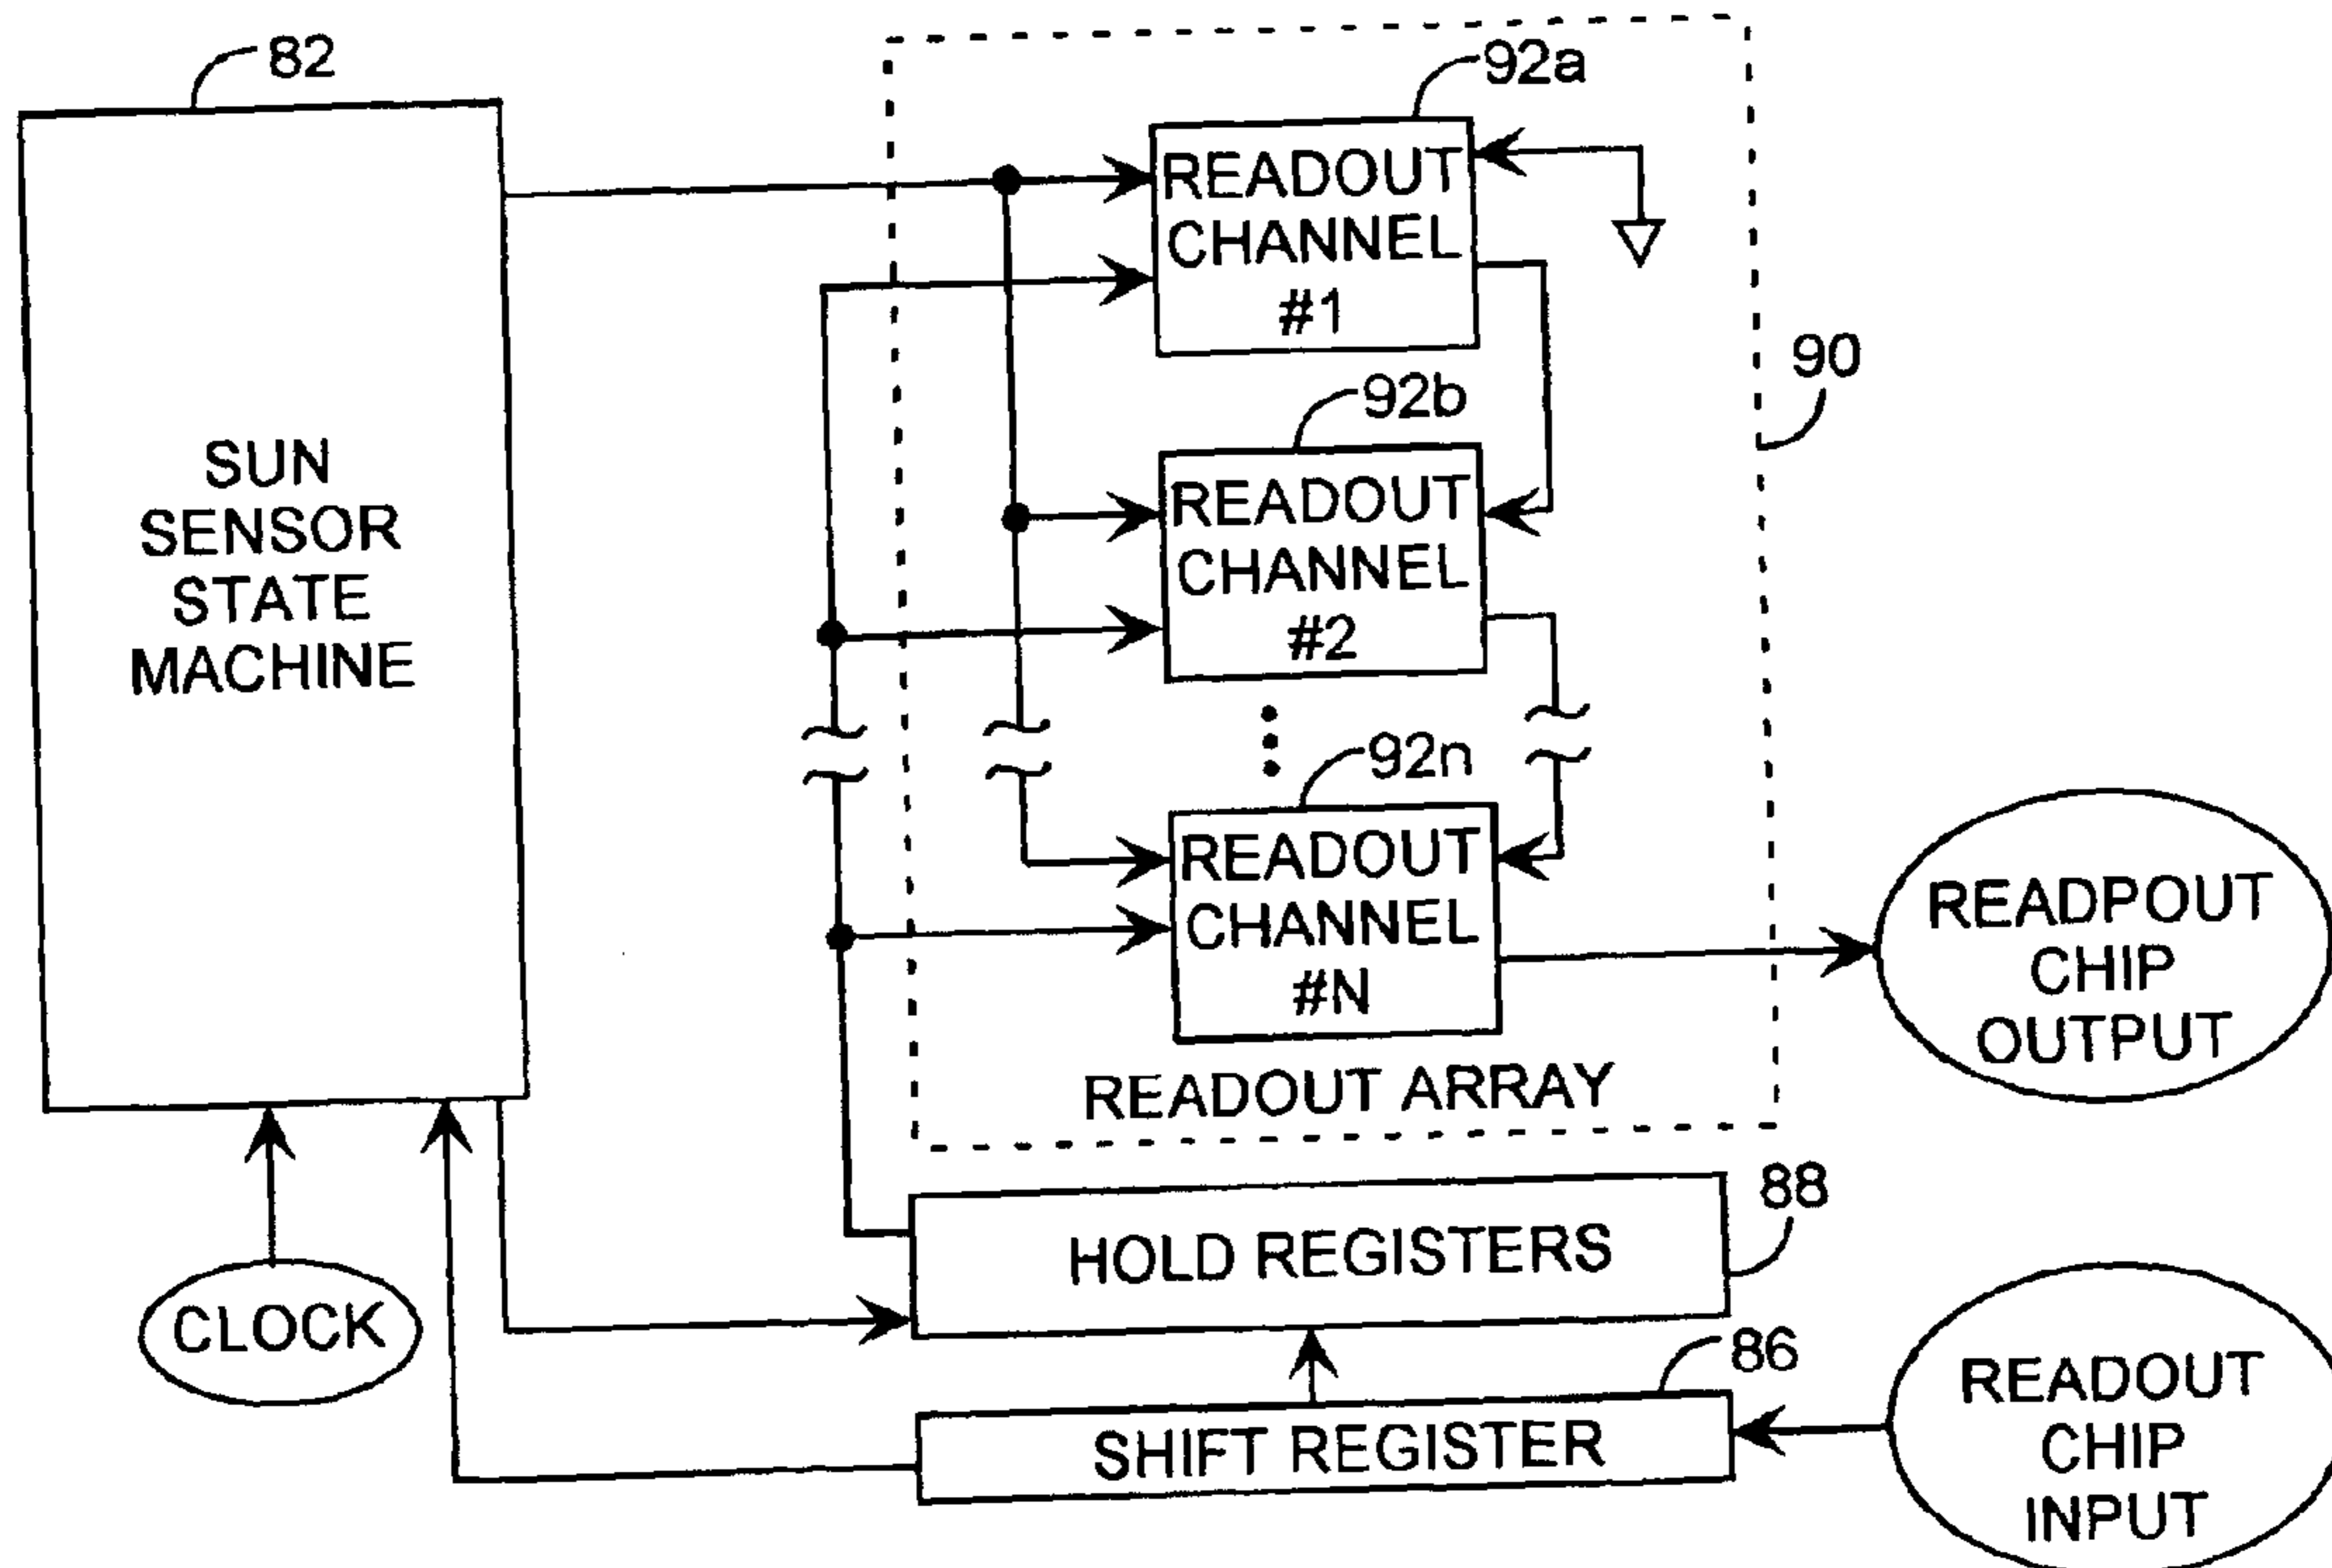 82
92a
READOUT
CHANNEL
#1
90
92b
SUN
SENSOR
STATE
MACHINE
READOUT
CHANNEL
#2
92n
READOUT
CHANNEL
#N
READPOUT
CHIP
OUTPUT
READOUT ARRAY
88
HOLD REGISTERS
CLOCK
86
SHIFT REGISTER
READOUT
CHIP
INPUT